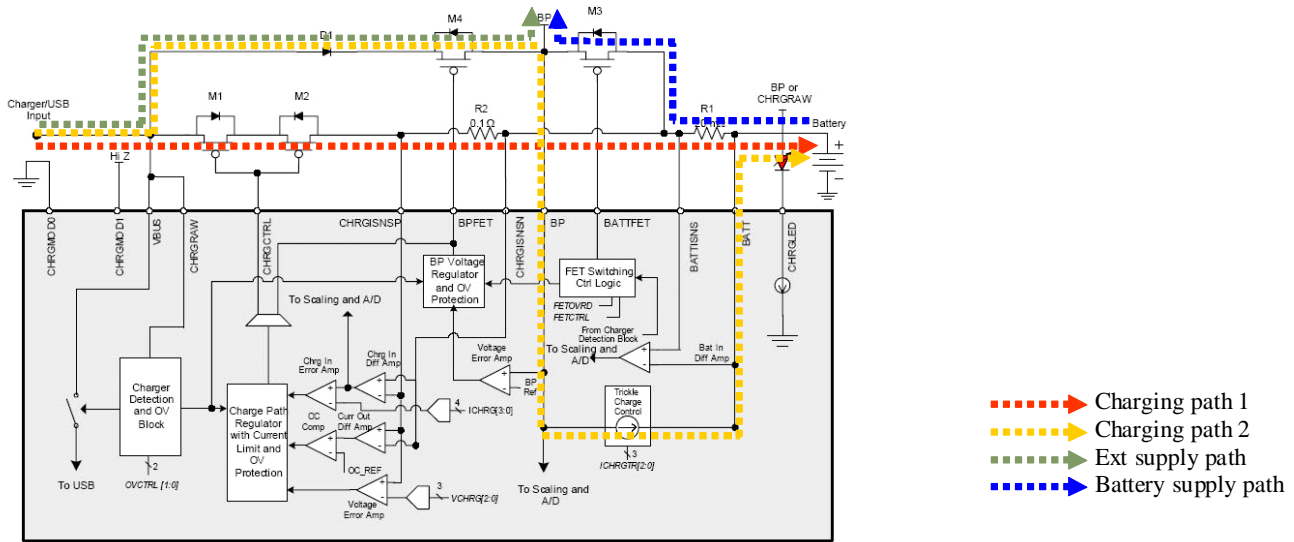 M4
BP
M3
D1
Charger/USB
Input
M1
M2
R2
0.1 Ω
R1
BP or
CHRGRAW
Battery
+
−
Hi Z
CHRGMOD D0
CHRGMOD D1
VBUS
CHRGRAW
CHRGCTRL
CHRGISNSP
BPFET
CHRGISNSN
BP
BATTFET
BATTISNS
BATT
CHRGLED
BP Voltage
Regulator
and OV
Protection
FET Switching
Ctrl Logic
FETOVRD
FETCTRL
From Charger
Detection Block
To Scaling and A/D
To Scaling and
A/D
Bat In
Diff Amp
Voltage
Error Amp
BP
Ref
Charger
Detection
and OV
Block
Chrg In
Error Amp
Chrg In
Diff Amp
4
ICHRG[3:0]
Trickle
Charge
Control
Charge Path
Regulator
with Current
Limit and OV
Protection
OC
Comp
Curr Out
Diff Amp
OC_REF
3
ICHRGTR[2:0]
2
OVCTRL [1:0]
To USB
Voltage
Error Amp
3
VCHRG[2:0]
To Scaling and
A/D
Charging path 1
Charging path 2
Ext supply path
Battery supply path